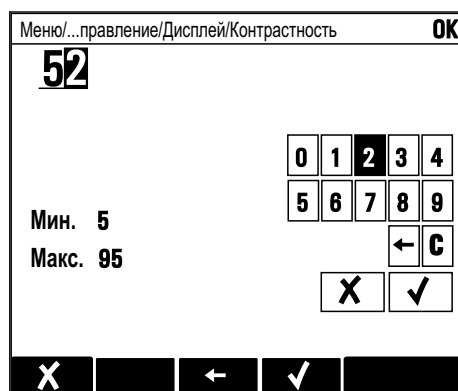 Меню/...правление/Дисплей/Контрастность OK
52
0 1 2 3 4
5 6 7 8 9
Мин. 5
← C
Макс. 95
✗ ✓
✗ ← ✓